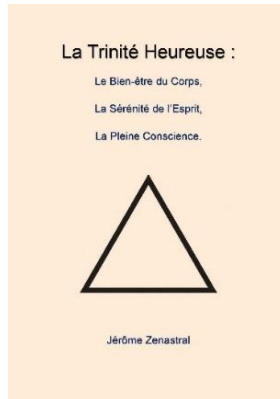 La Trinité Heureuse :
Le Bien-être du Corps,
La Sérénité de l'Esprit,
La Pleine Conscience.
Jérôme Zenastral